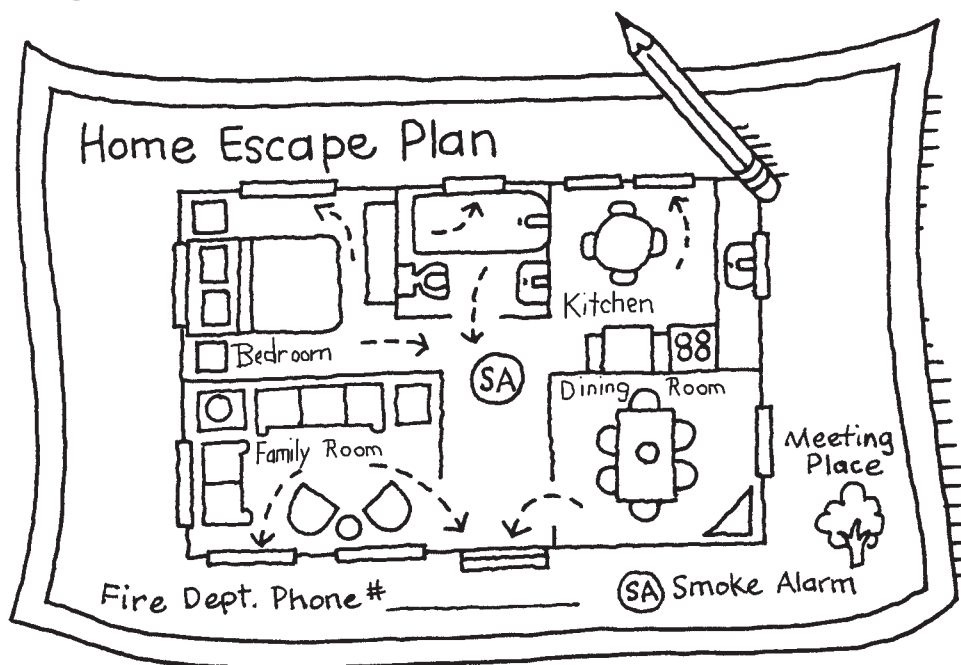 Home Escape Plan
Kitchen
Bedroom
SA
Dining Room
Family Room
Meeting
Place
Fire Dept. Phone #
SA Smoke Alarm